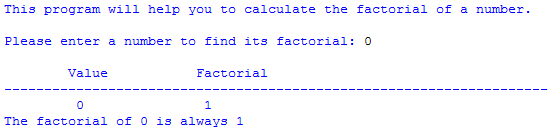 This program will help you to calculate the factorial of a number.
Please enter a number to find its factorial: 0
Value Factorial
--------------------------------------------------------------------
0 1
The factorial of 0 is always 1